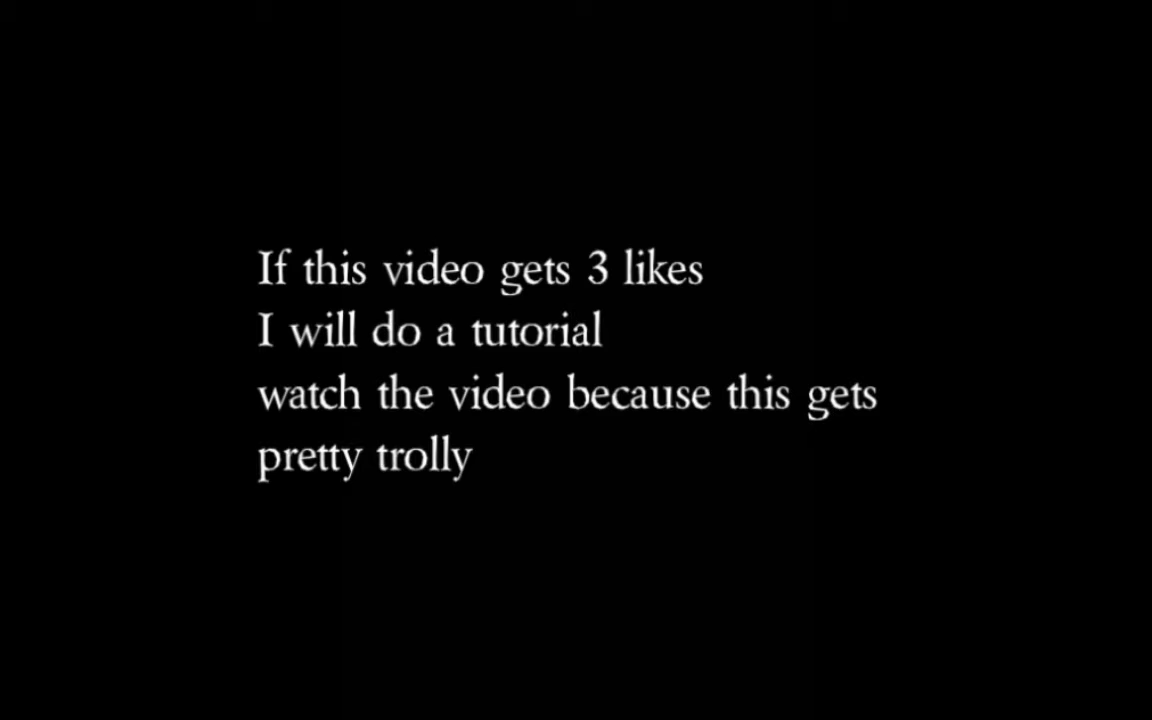 If this video gets 3 likes
I will do a tutorial
watch the video because this gets
pretty trolly